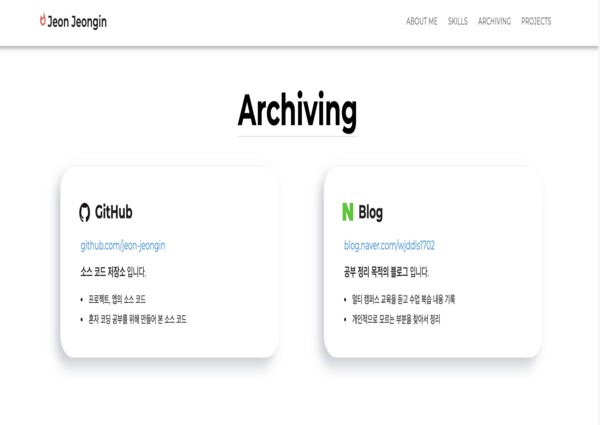 Jeon Jeongin
ABOUT ME SKILLS ARCHIVING PROJECTS
Archiving
GitHub
github.com/jeon-jeongin
소스 코드 저장소 입니다.
프로젝트, 앱의 소스 코드
혼자 코딩 공부를 위해 만들어 본 소스 코드
N Blog
blog.naver.com/wjddls1702
공부 정리 목적의 블로그 입니다.
멀티 캠퍼스 교육을 듣고 수업 복습 내용 기록
개인적으로 모르는 부분을 찾아서 정리